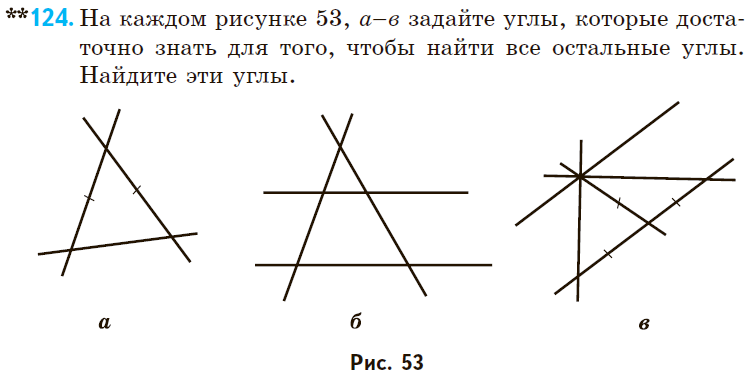 **124. На каждом рисунке 53, а–в задайте углы, которые доста-
точно знать для того, чтобы найти все остальные углы.
Найдите эти углы.
а
б
в
Рис. 53